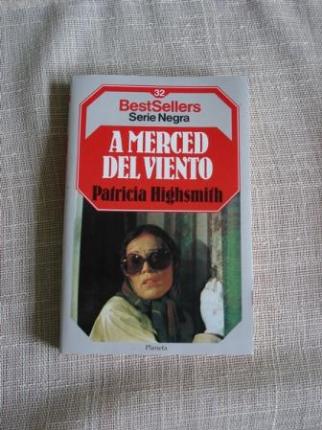 32
BestSellers
Serie Negra
A MERCED
DEL VIENTO
Patricia Highsmith
Planeta